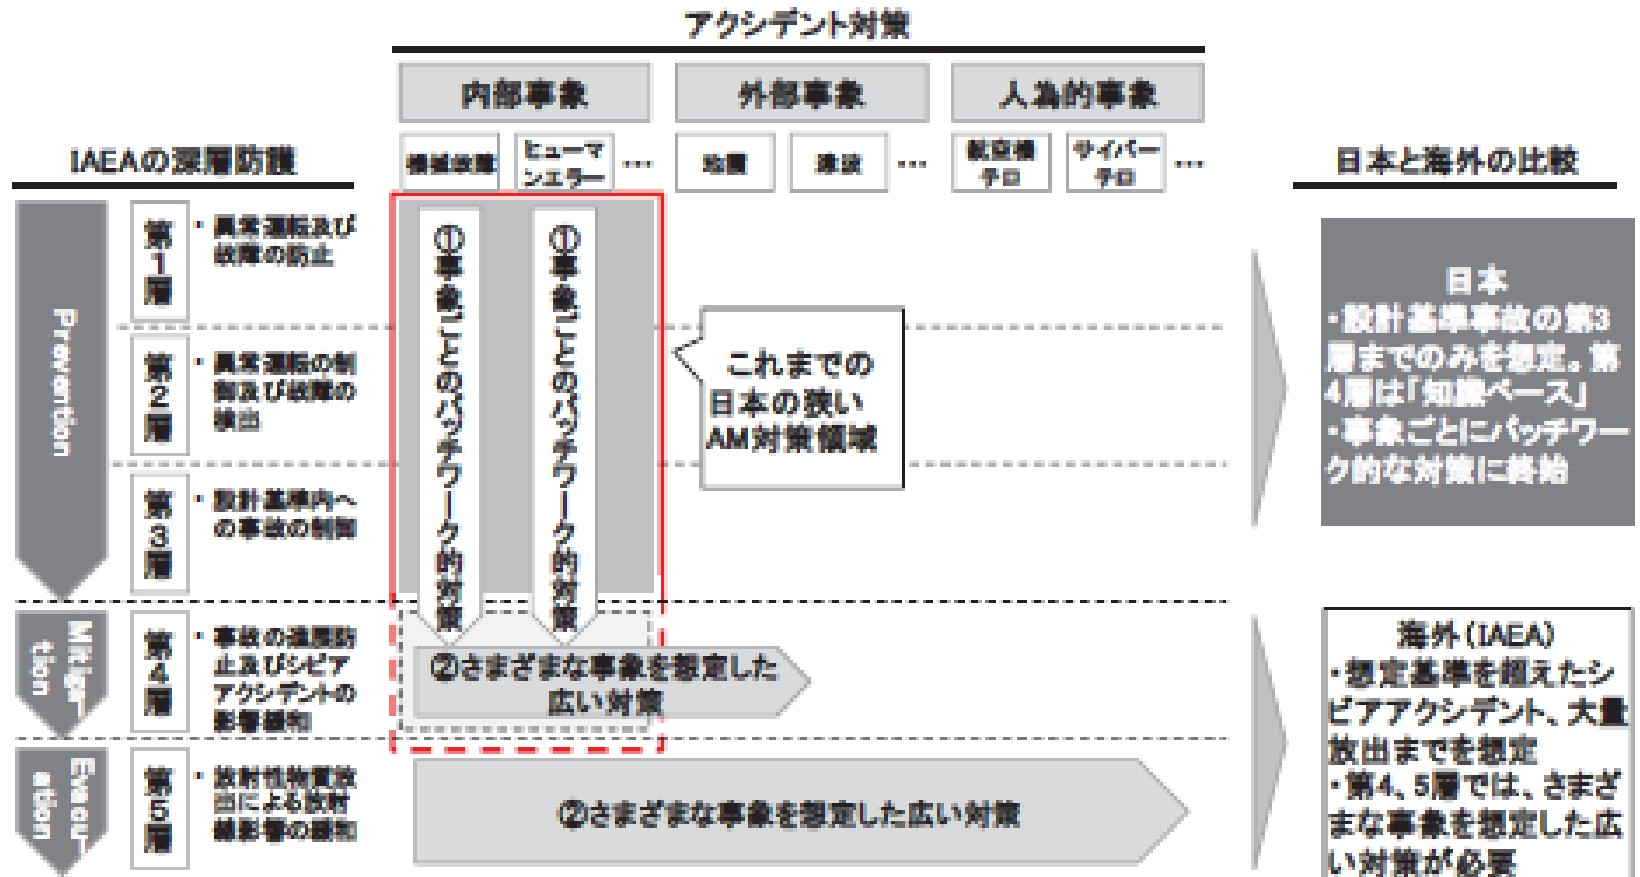 アクシデント対策
内部事象
外部事象
人為的事象
機械故障
ヒューマ
ンエラー
…
地震
津波
…
航空機
テロ
サイバー
テロ
…
IAEAの深層防護
日本と海外の比較
Prevention
第1層
・異常運転及び
故障の防止
第2層
・異常運転の制
御及び故障の
検出
第3層
・設計基準内へ
の事故の制御
Mitiga-
tion
第4層
・事故の進展防
止及びシビア
アクシデントの
影響緩和
Evacu-
ation
第5層
・放射性物質放
出による放射
線影響の緩和
①事象ごとのパッチワーク的対策
①事象ごとのパッチワーク的対策
これまでの
日本の狭い
AM対策領域
②さまざまな事象を想定した
広い対策
②さまざまな事象を想定した広い対策
日本
・設計基準事故の第3
層までのみを想定。第
4層は「知識ベース」
・事象ごとにパッチワー
ク的な対策に終始
海外(IAEA)
・想定基準を超えたシ
ビアアクシデント、大量
放出までを想定
・第4、5層では、さまざ
まな事象を想定した広
い対策が必要